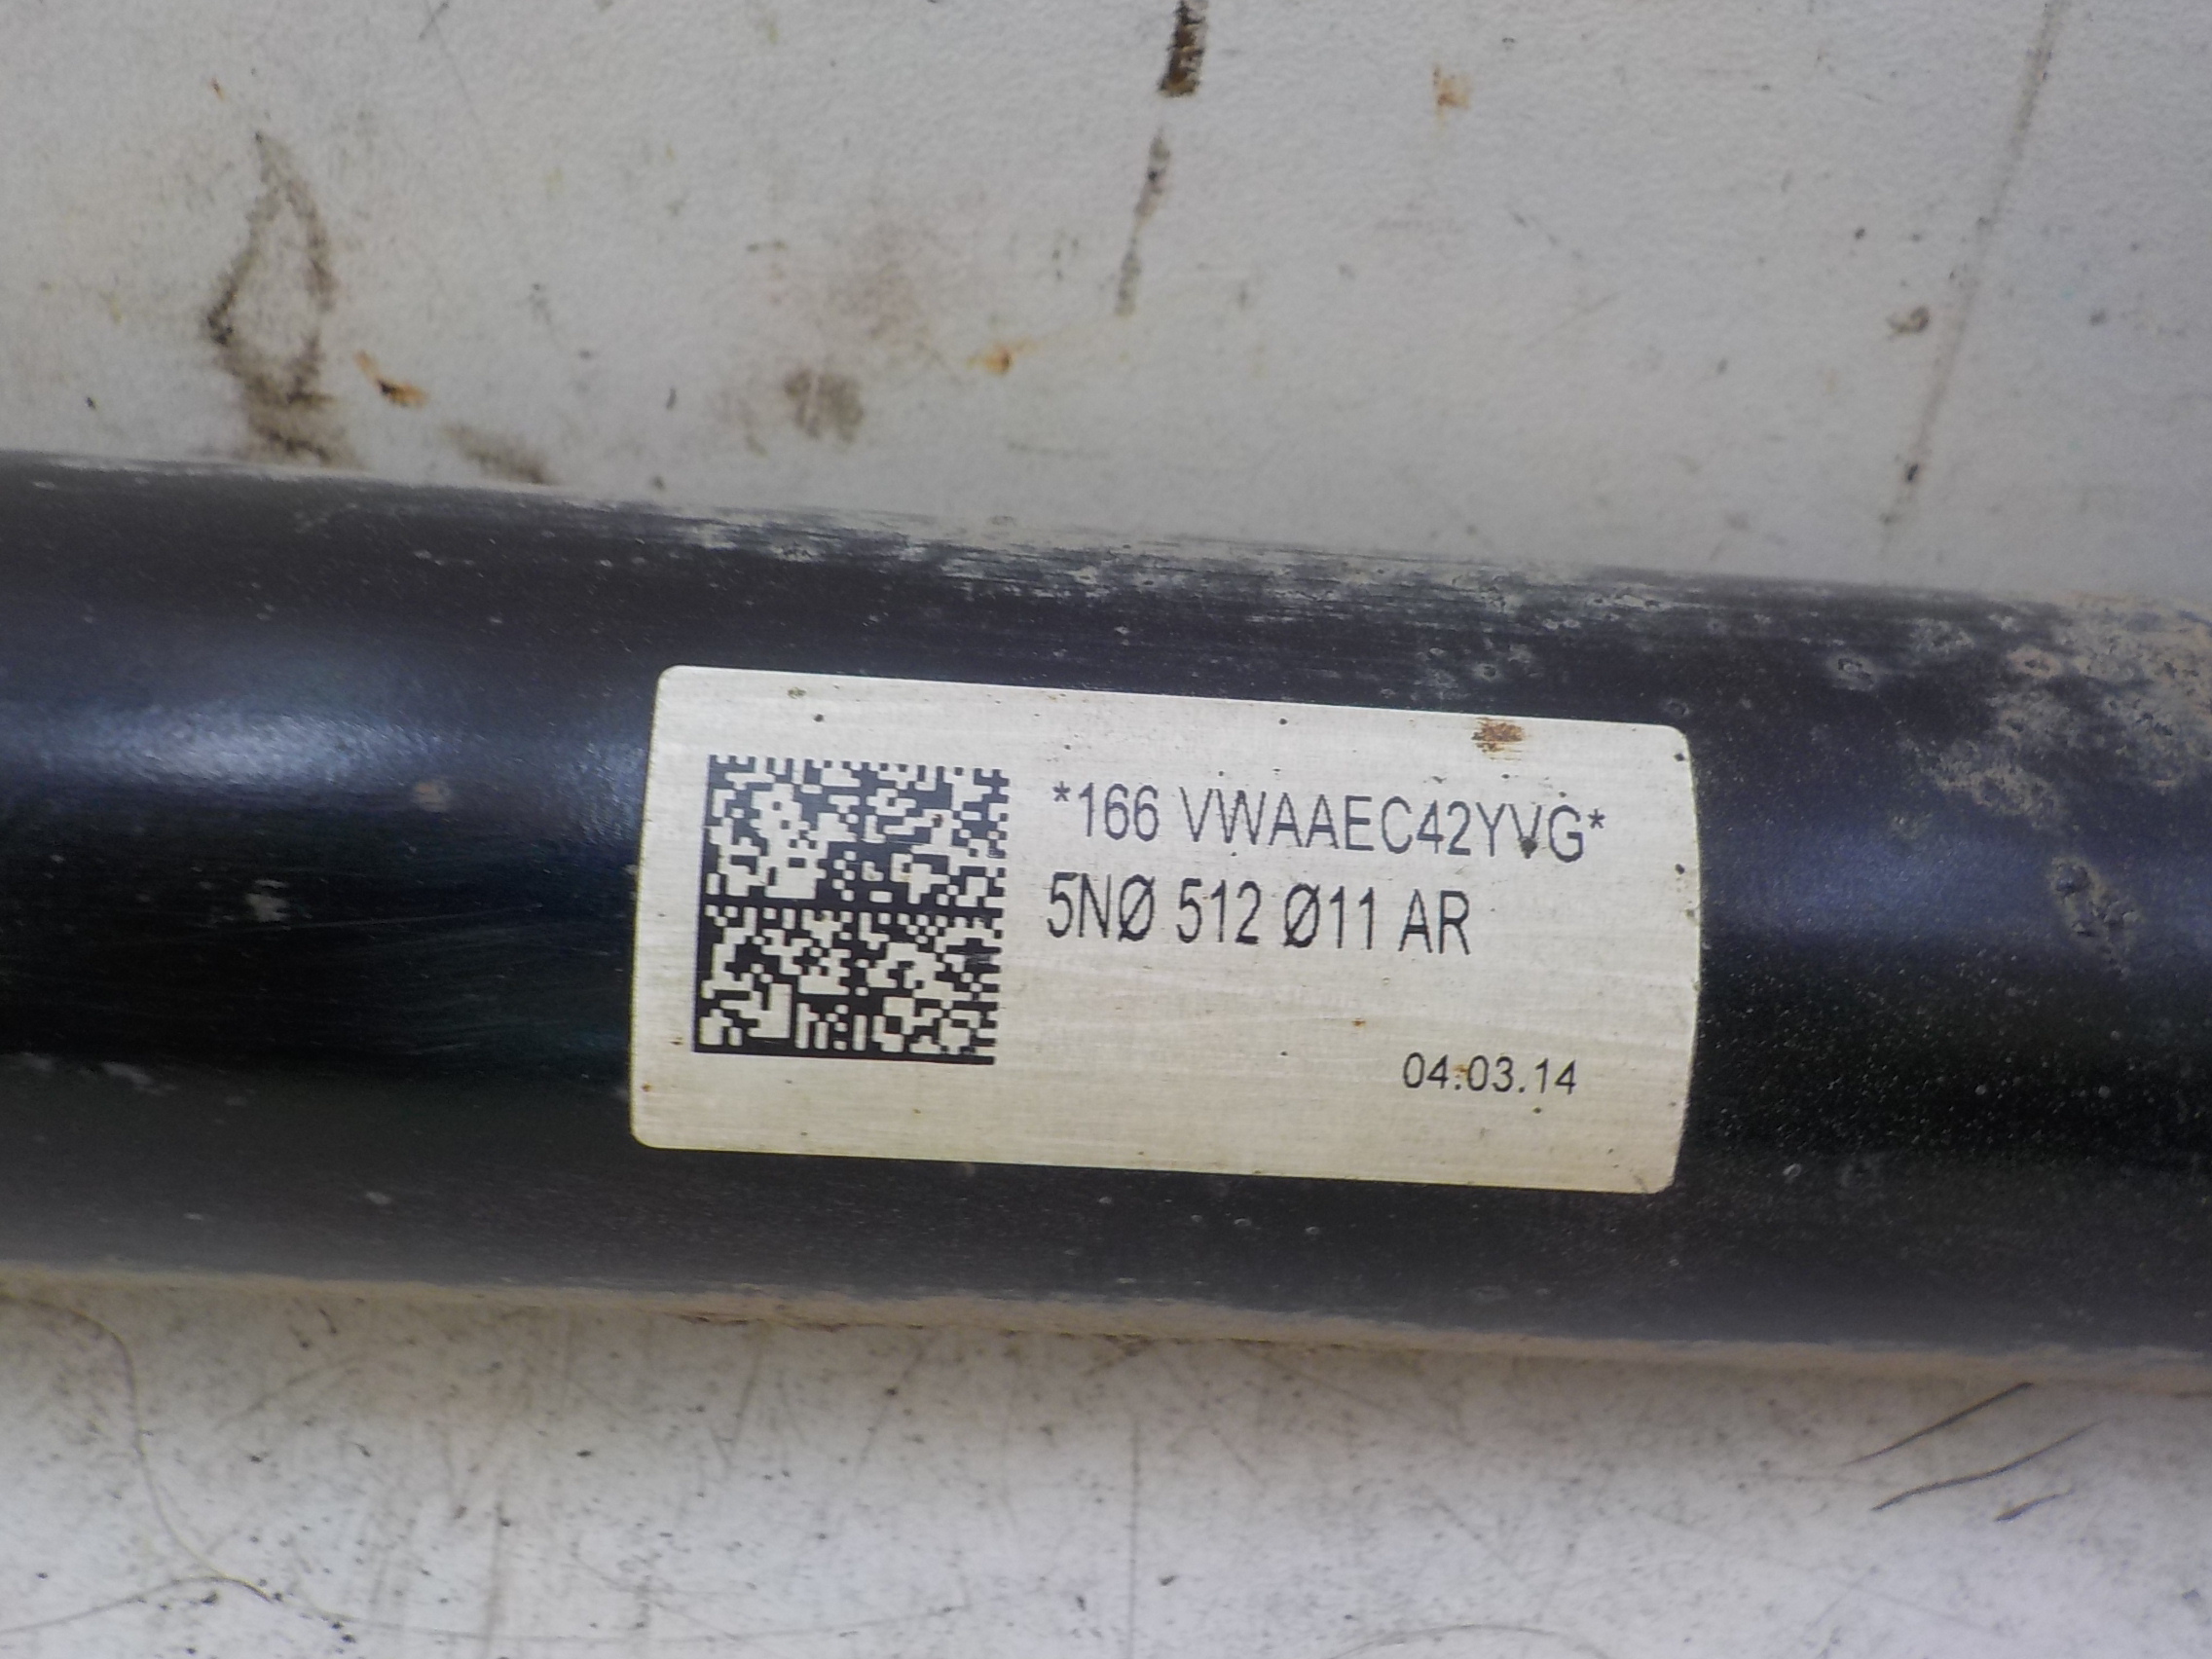 *166 VWAAEC42YVG*
5NØ 512 Ø11 AR
04.03.14